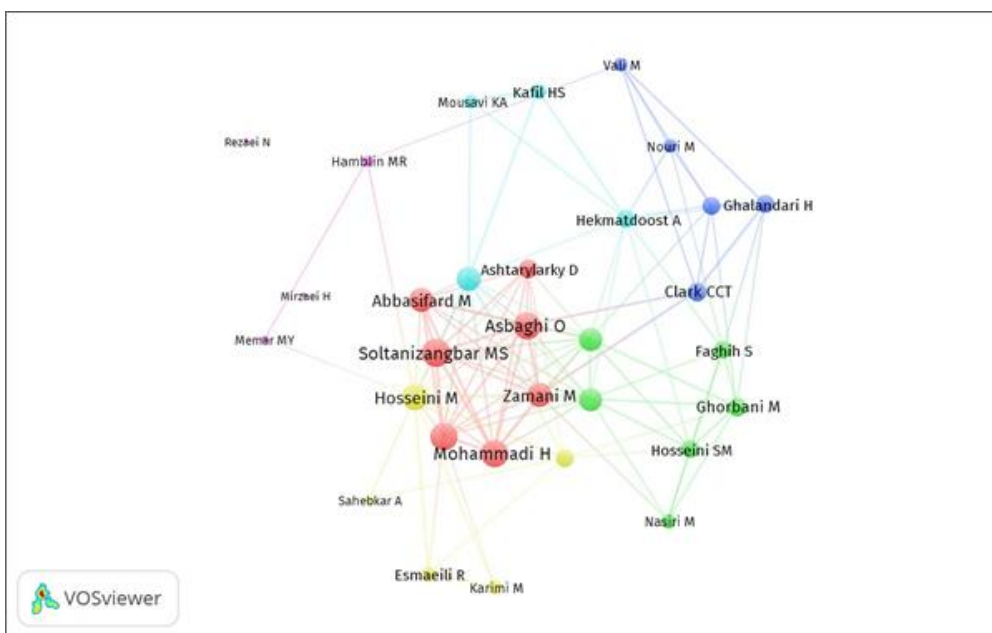 Vali M
Kafil HS
Mousavi KA
Rezaei N
Nouri M
Hamblin MR
Ghalandari H
Hekmatdoost A
Ashtarylarky D
Clark CCT
Mirzaei H
Abbasifard M
Asbaghi O
Memar MY
Soltanizangbar MS
Faghih S
Zamani M
Hosseini M
Ghorbani M
Mohammadi H
Hosseini SM
Sahebkar A
Nasiri M
Esmaeili R
Karimi M
VOSviewer